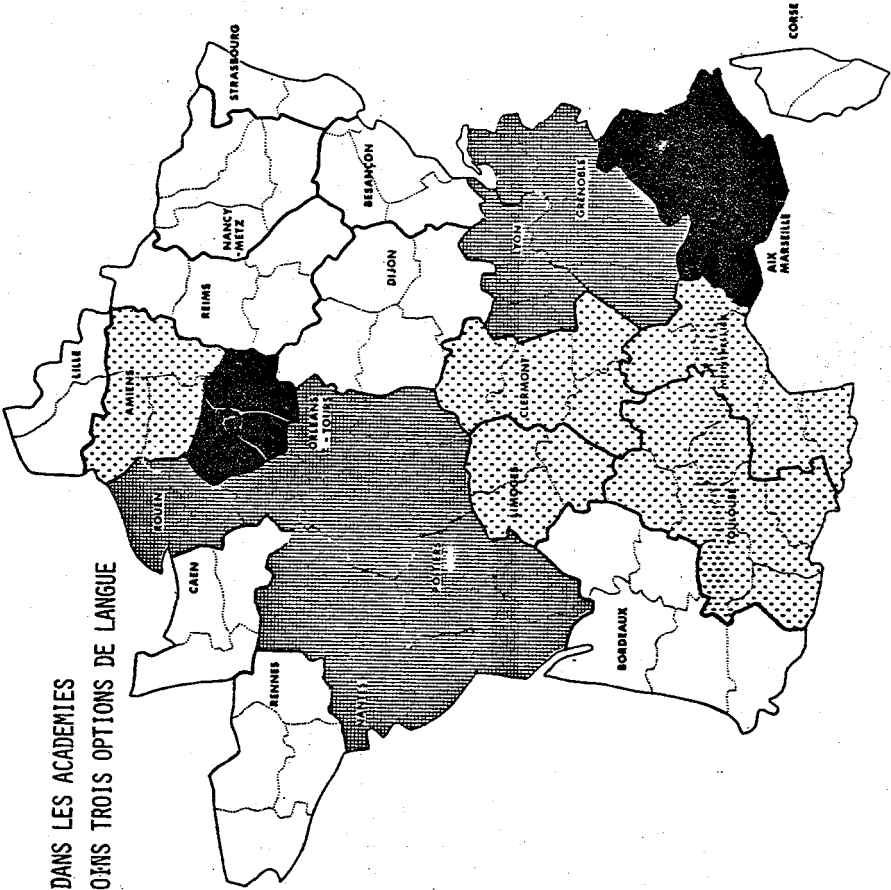 DANS LES ACADEMIES
OINS TROIS OPTIONS DE LANGUE
LILLE
AMIENS
ROUEN
CAEN
RENNES
NANTES
REIMS
NANCY
-METZ
STRASBOURG
ORLEANS
- TOURS
DIJON
BESANÇON
POITIERS
LIMOGES
CLERMONT
LYON
GRENOBLE
BORDEAUX
TOULOUSE
MONTPELLIER
AIX
MARSEILLE
CORSE